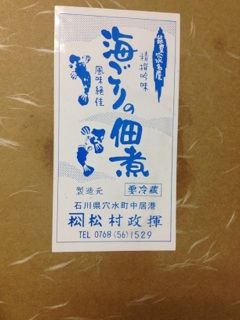 能登穴水名産
精撰吟味
海ごりの佃煮
風味絶佳
製造元
要冷蔵
石川県穴水町中居港
松 松村政揮
TEL 0768 (56) 1529